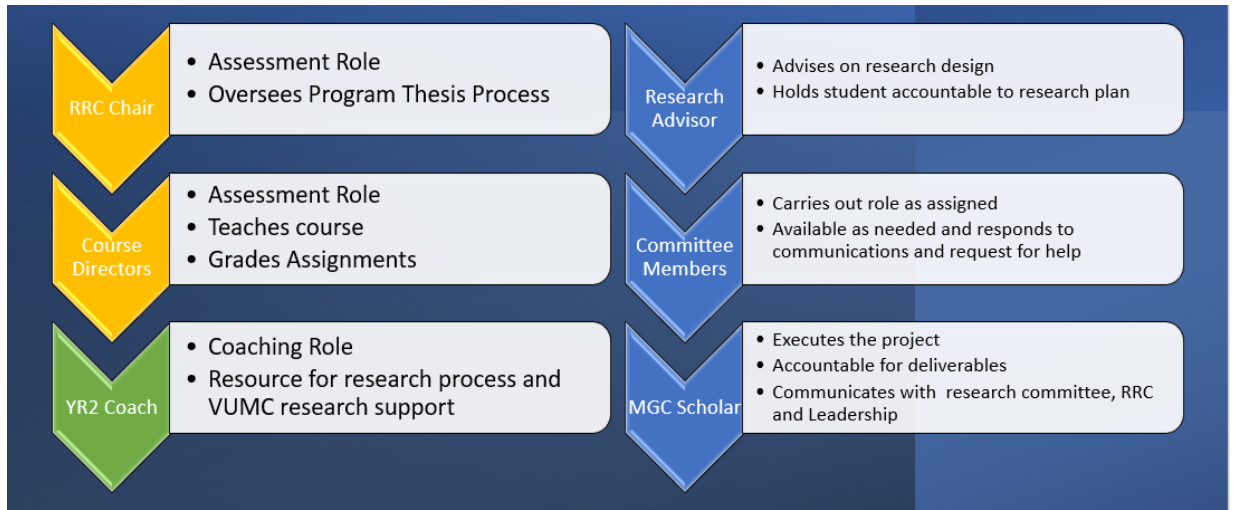 RRC Chair
• Assessment Role
• Oversees Program Thesis Process
Course
Directors
• Assessment Role
• Teaches course
• Grades Assignments
YR2 Coach
• Coaching Role
• Resource for research process and
VUMC research support
Research
Advisor
• Advises on research design
• Holds student accountable to research plan
Committee
Members
• Carries out role as assigned
• Available as needed and responds to
communications and request for help
MGC Scholar
• Executes the project
• Accountable for deliverables
• Communicates with research committee, RRC
and Leadership